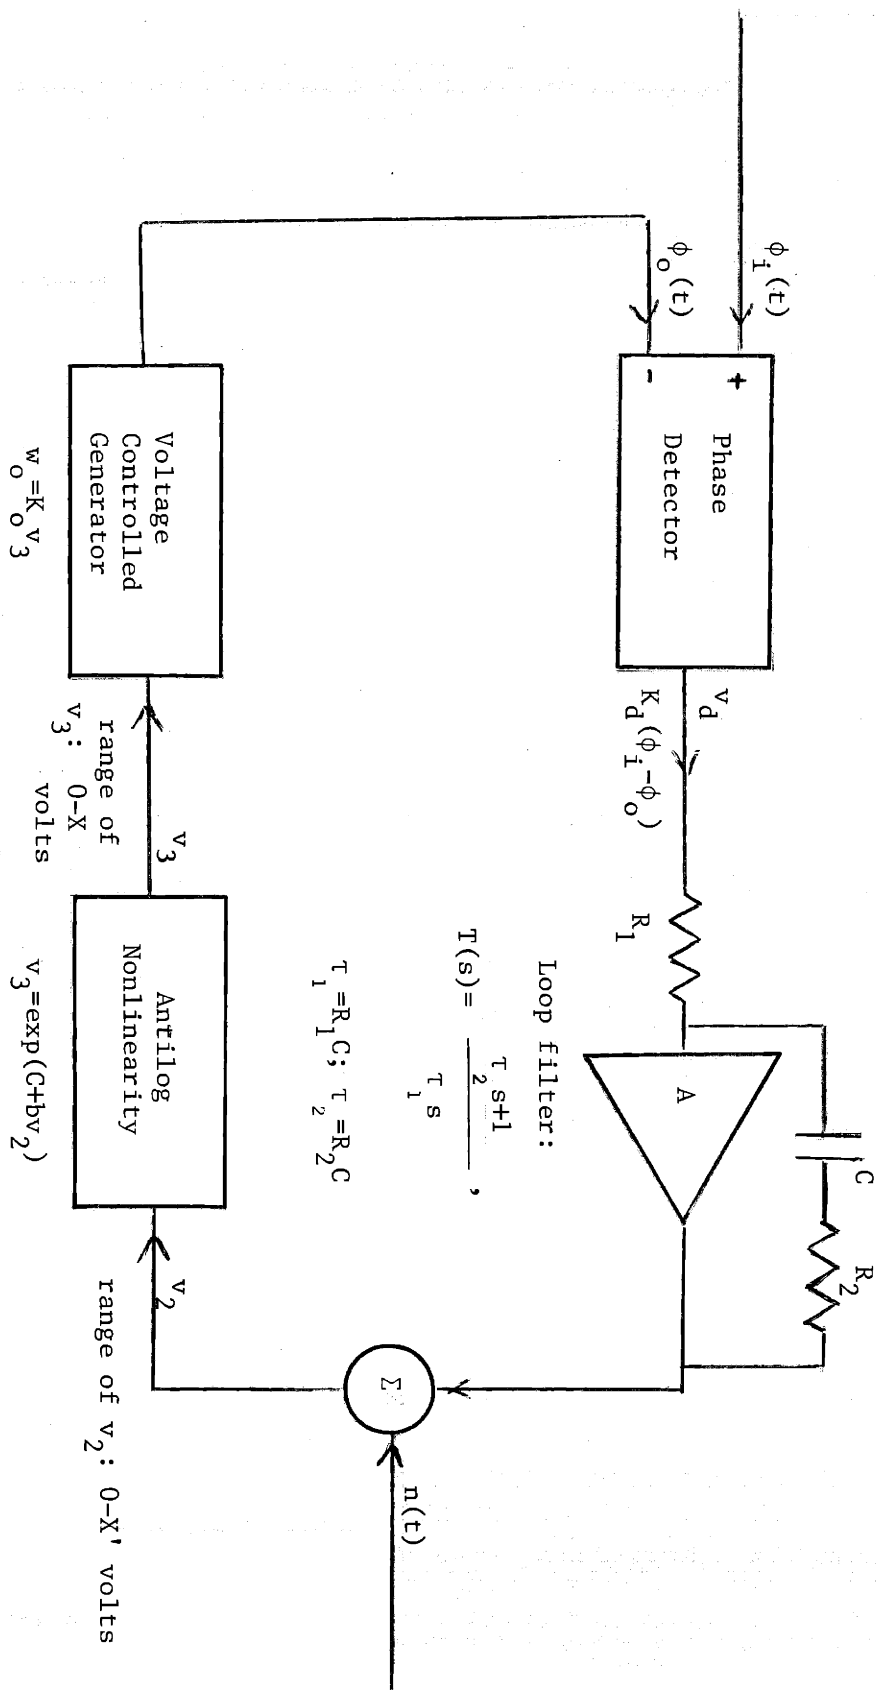 ϕi(t)
ϕo(t)
+
-
Phase
Detector
vd
Kd(ϕi-ϕo)
R1
A
C
R2
Loop filter:
T(s)= τ2s+1 / τ1s ,
τ1=R1C; τ2=R2C
Σ
n(t)
Voltage
Controlled
Generator
wo=Kov3
v3
range of
v3: 0-X
volts
Antilog
Nonlinearity
v3=exp(C+bv2)
v2
range of v2: 0-X' volts